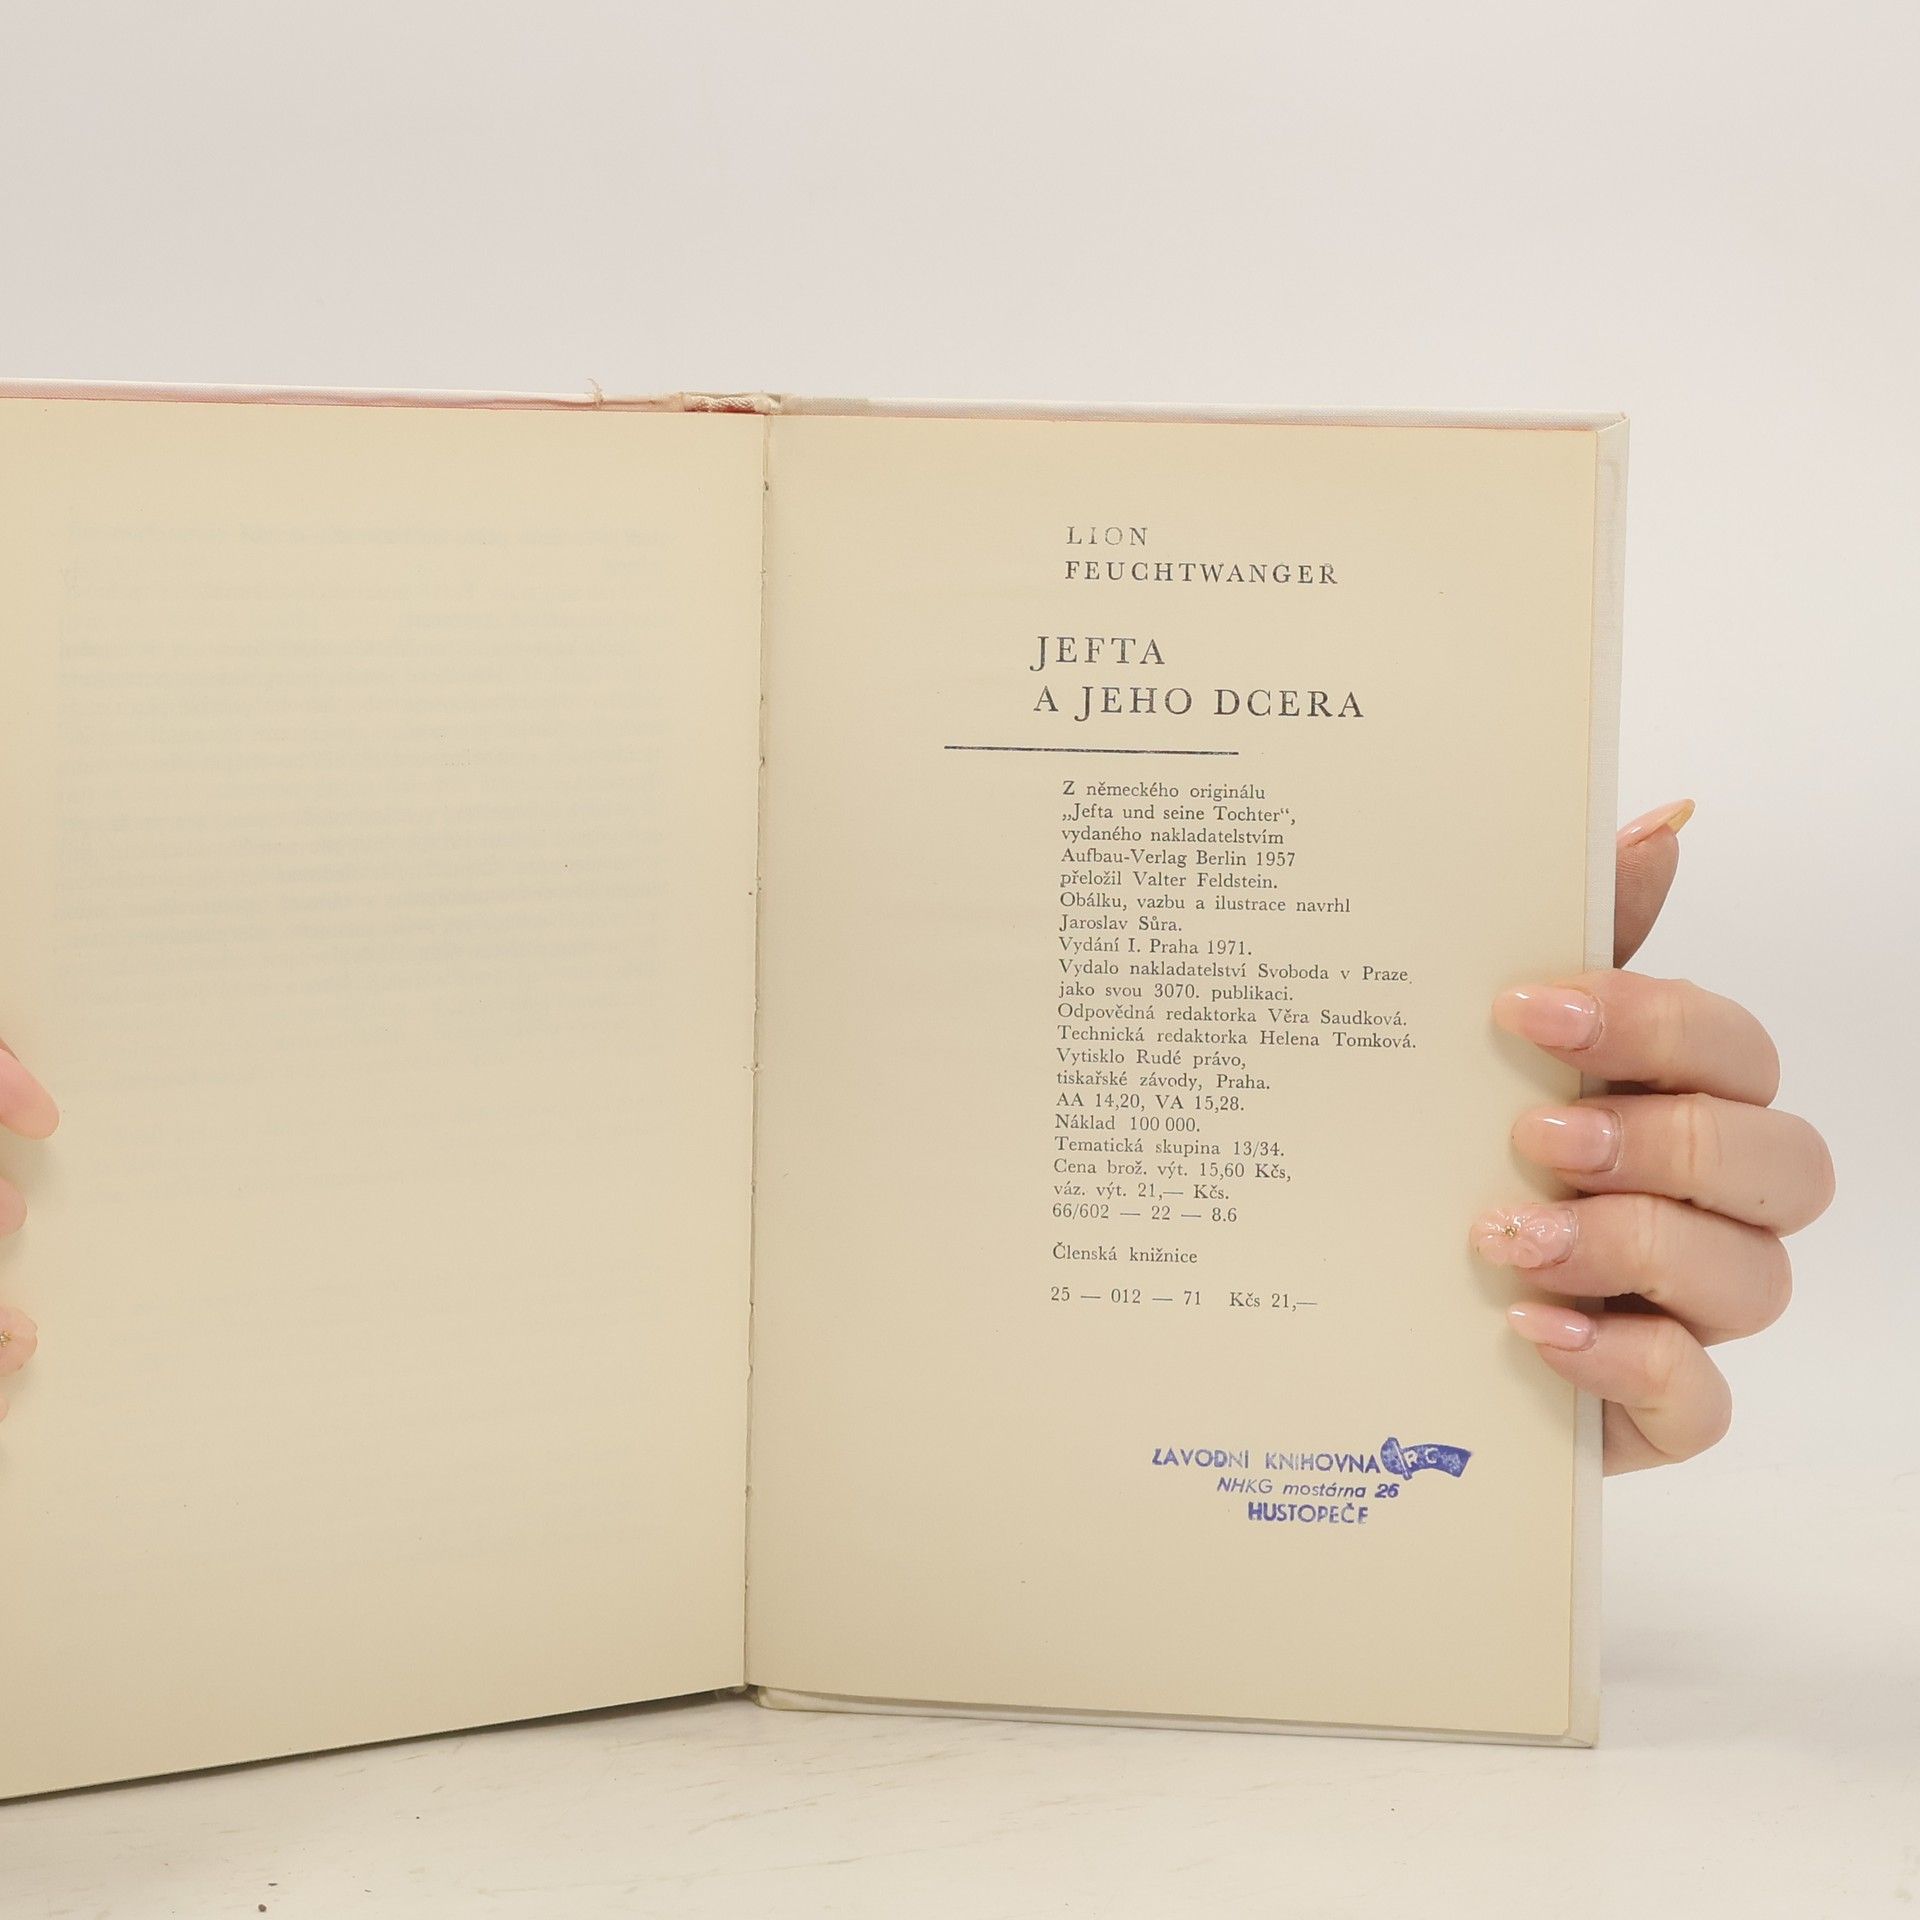 LION
FEUCHTWANGER
JEFTA
A JEHO DCERA
Z německého originálu
„Jefta und seine Tochter“,
vydaného nakladatelstvím
Aufbau-Verlag Berlin 1957
přeložil Valter Feldstein.
Obálku, vazbu a ilustrace navrhl
Jaroslav Sůra.
Vydání I. Praha 1971.
Vydalo nakladatelství Svoboda v Praze
jako svou 3070. publikaci.
Odpovědná redaktorka Věra Saudková.
Technická redaktorka Helena Tomková.
Vytisklo Rudé právo,
tiskařské závody, Praha.
AA 14,20, VA 15,28.
Náklad 100 000.
Tematická skupina 13/34.
Cena brož. výt. 15,60 Kčs,
váz. výt. 21,— Kčs.
66/602 — 22 — 8.6
Členská knižnice
25 — 012 — 71 Kčs 21,—
ZAVODNI KNIHOVNA
NHKG mostárna 26
HUSTOPEČE